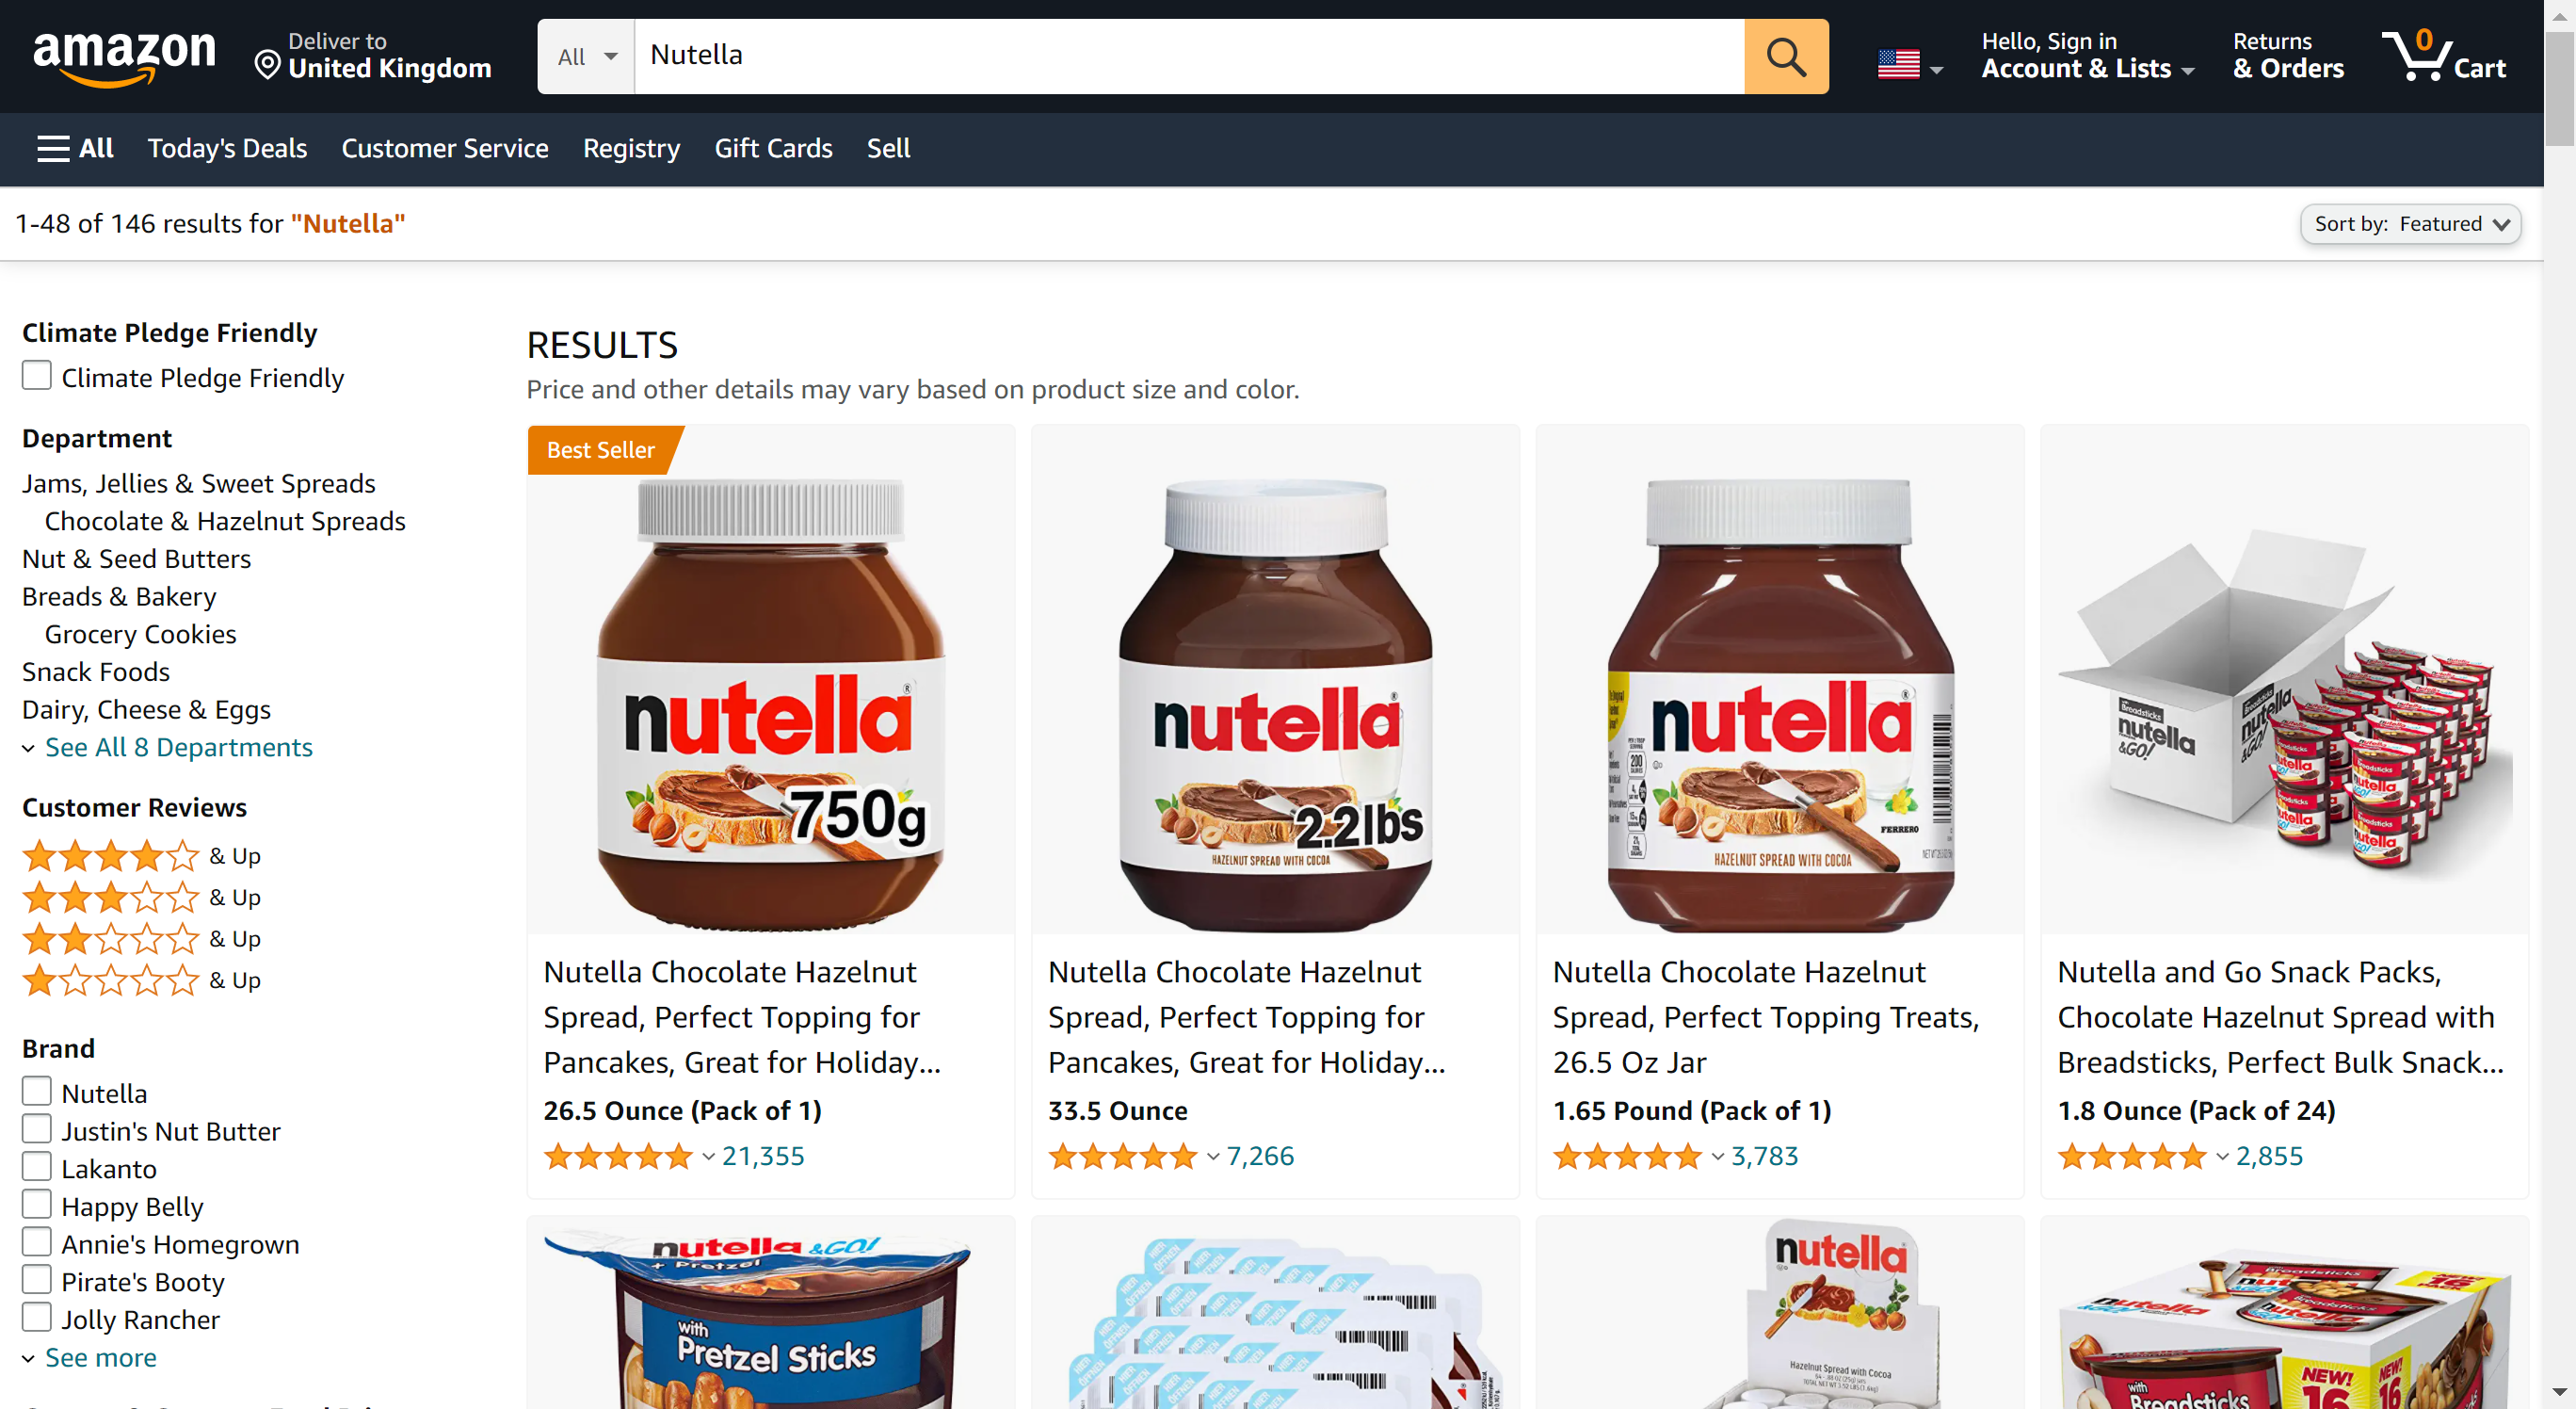 amazon
Deliver to
United Kingdom
All
Nutella
Hello, Sign in
Account & Lists
Returns
& Orders
0
Cart
All
Today's Deals
Customer Service
Registry
Gift Cards
Sell
1-48 of 146 results for "Nutella"
Sort by: Featured
Climate Pledge Friendly
Climate Pledge Friendly
Department
Jams, Jellies & Sweet Spreads
Chocolate & Hazelnut Spreads
Nut & Seed Butters
Breads & Bakery
Grocery Cookies
Snack Foods
Dairy, Cheese & Eggs
See All 8 Departments
Customer Reviews
& Up
& Up
& Up
& Up
Brand
Nutella
Justin's Nut Butter
Lakanto
Happy Belly
Annie's Homegrown
Pirate's Booty
Jolly Rancher
See more
RESULTS
Price and other details may vary based on product size and color.
Best Seller
nutella
750g
Nutella Chocolate Hazelnut
Spread, Perfect Topping for
Pancakes, Great for Holiday...
26.5 Ounce (Pack of 1)
21,355
nutella
2.2lbs
HAZELNUT SPREAD WITH COCOA
Nutella Chocolate Hazelnut
Spread, Perfect Topping for
Pancakes, Great for Holiday...
33.5 Ounce
7,266
nutella
FERRERO
HAZELNUT SPREAD WITH COCOA
Nutella Chocolate Hazelnut
Spread, Perfect Topping Treats,
26.5 Oz Jar
1.65 Pound (Pack of 1)
3,783
Breadsticks
nutella
&GO!
Nutella and Go Snack Packs,
Chocolate Hazelnut Spread with
Breadsticks, Perfect Bulk Snack...
1.8 Ounce (Pack of 24)
2,855
nutella &GO!
+ Pretzel
with
Pretzel Sticks
HIER
ÖFFNEN
nutella
Hazelnut Spread with Cocoa
nutella
Breadsticks
with
Breadsticks
NEW!
16
NEW!
16